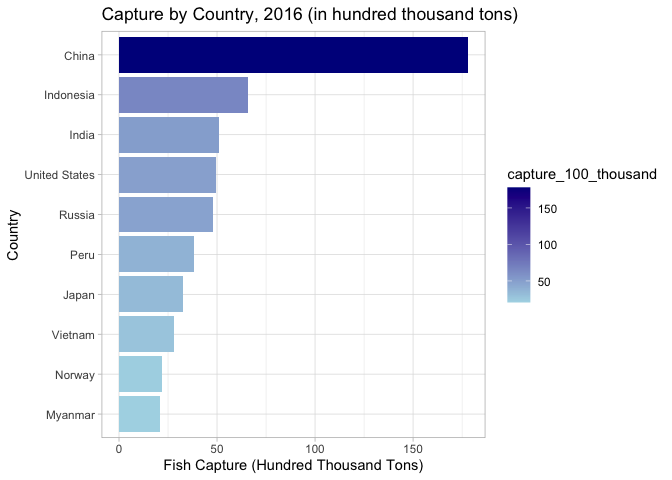 Capture by Country, 2016 (in hundred thousand tons)
China
Indonesia
India
United States
Russia
Peru
Japan
Vietnam
Norway
Myanmar
Country
0 50 100 150
Fish Capture (Hundred Thousand Tons)
capture_100_thousand
150
100
50